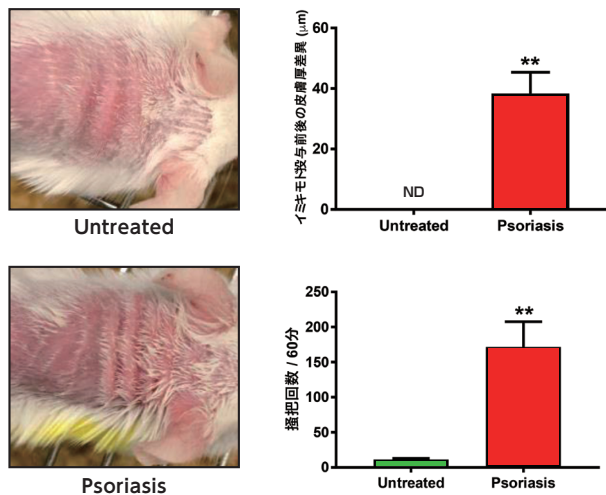 Untreated
Psoriasis
イミキモド投与前後の皮膚厚差異 (μm)
60
40
20
0
**
ND
Untreated
Psoriasis
掻把回数 / 60分
250
200
150
100
50
0
**
Untreated
Psoriasis